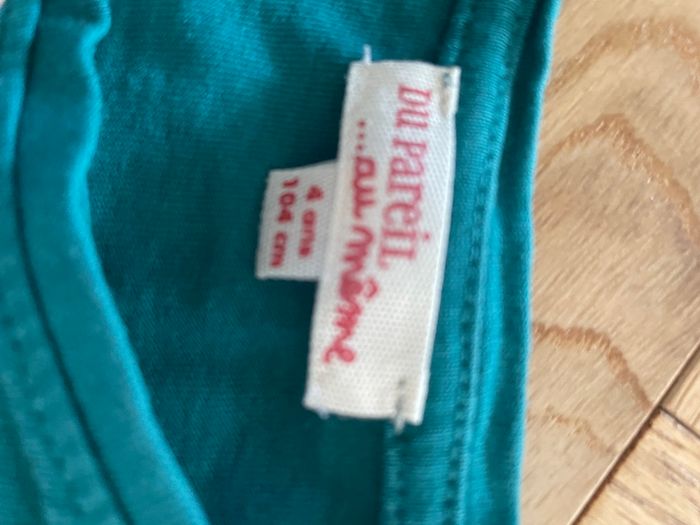 DU PAREIL
...au même
4 ans
104 cm